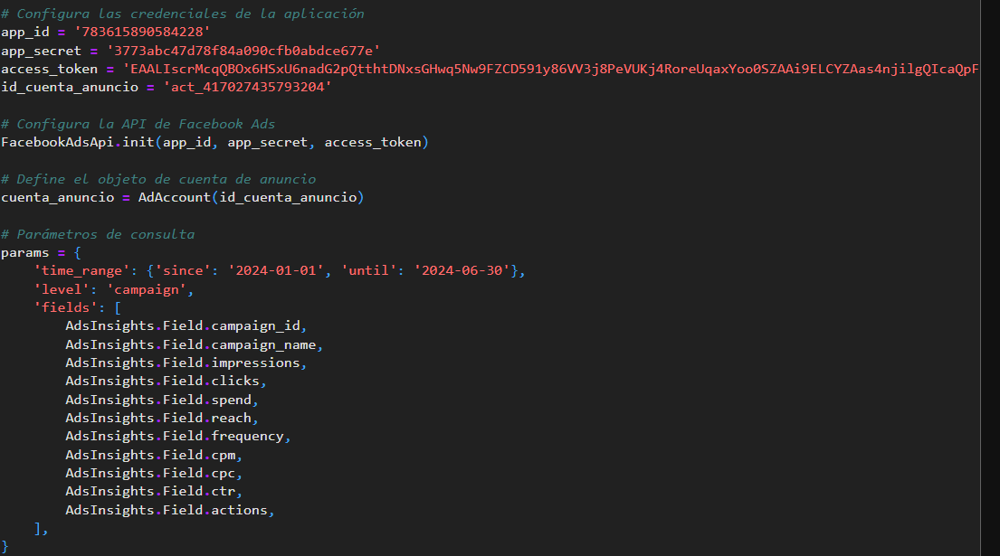 # Configura las credenciales de la aplicación
app_id = '783615890584228'
app_secret = '3773abc47d78f84a090cfb0abdce677e'
access_token = 'EAALIscrMcqQBOx6HSxU6nadG2pQtthtDNxsGHwq5Nw9FZCD591y86VV3j8PeVUKj4RoreUqaxYoo0SZAAi9ELCYZAas4njilgQIcaQpF
id_cuenta_anuncio = 'act_417027435793204'
# Configura la API de Facebook Ads
FacebookAdsApi.init(app_id, app_secret, access_token)
# Define el objeto de cuenta de anuncio
cuenta_anuncio = AdAccount(id_cuenta_anuncio)
# Parámetros de consulta
params = {
    'time_range': {'since': '2024-01-01', 'until': '2024-06-30'},
    'level': 'campaign',
    'fields': [
        AdsInsights.Field.campaign_id,
        AdsInsights.Field.campaign_name,
        AdsInsights.Field.impressions,
        AdsInsights.Field.clicks,
        AdsInsights.Field.spend,
        AdsInsights.Field.reach,
        AdsInsights.Field.frequency,
        AdsInsights.Field.cpm,
        AdsInsights.Field.cpc,
        AdsInsights.Field.ctr,
        AdsInsights.Field.actions,
    ],
}